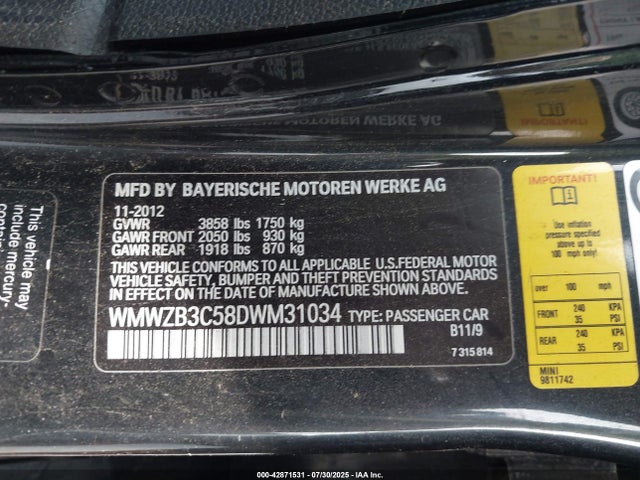 MOTOREN WERKE AG
MFD BY BAYERISCHE MOTOREN WERKE AG
11-2012
GVWR 3858 lbs 1750 kg
GAWR FRONT 2050 lbs 930 kg
GAWR REAR 1918 lbs 870 kg
THIS VEHICLE CONFORMS TO ALL APPLICABLE U.S.FEDERAL MOTOR
VEHICLE SAFETY, BUMPER, AND THEFT PREVENTION STANDARDS
IN EFFECT ON THE DATE OF MANUFACTURE SHOWN ABOVE.
WMWZB3C58DWM31034 TYPE: PASSENGER CAR
B11/9
7 315 814
This vehicle may
contain
mercury-
IMPORTANT!
Use inflation
pressure specified
above at
up to
100 mph only!
over 100 mph
FRONT 240 KPA
35 PSI
REAR 240 KPA
35 PSI
MINI
9811742
000-42871531 - 07/30/2025 - IAA Inc.